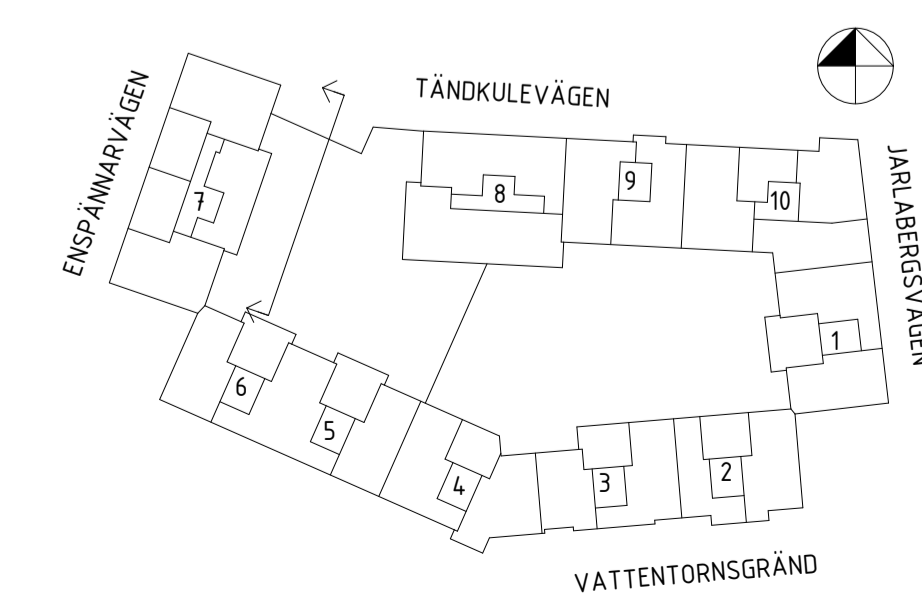 TÄNDKULEVÄGEN
ENSPÄNNARVÄGEN
JARLABERGSVÄGEN
7
8
9
10
1
6
5
4
3
2
VATTENTORNSGRÄND